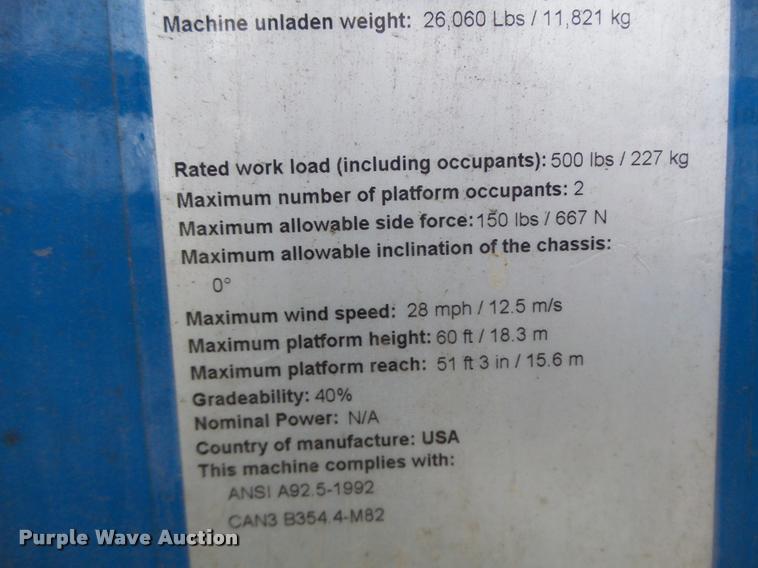 Machine unladen weight: 26,060 Lbs / 11,821 kg
Rated work load (including occupants): 500 lbs / 227 kg
Maximum number of platform occupants: 2
Maximum allowable side force: 150 lbs / 667 N
Maximum allowable inclination of the chassis:
0°
Maximum wind speed: 28 mph / 12.5 m/s
Maximum platform height: 60 ft / 18.3 m
Maximum platform reach: 51 ft 3 in / 15.6 m
Gradeability: 40%
Nominal Power: N/A
Country of manufacture: USA
This machine complies with:
ANSI A92.5-1992
CAN3 B354.4-M82
Purple Wave Auction